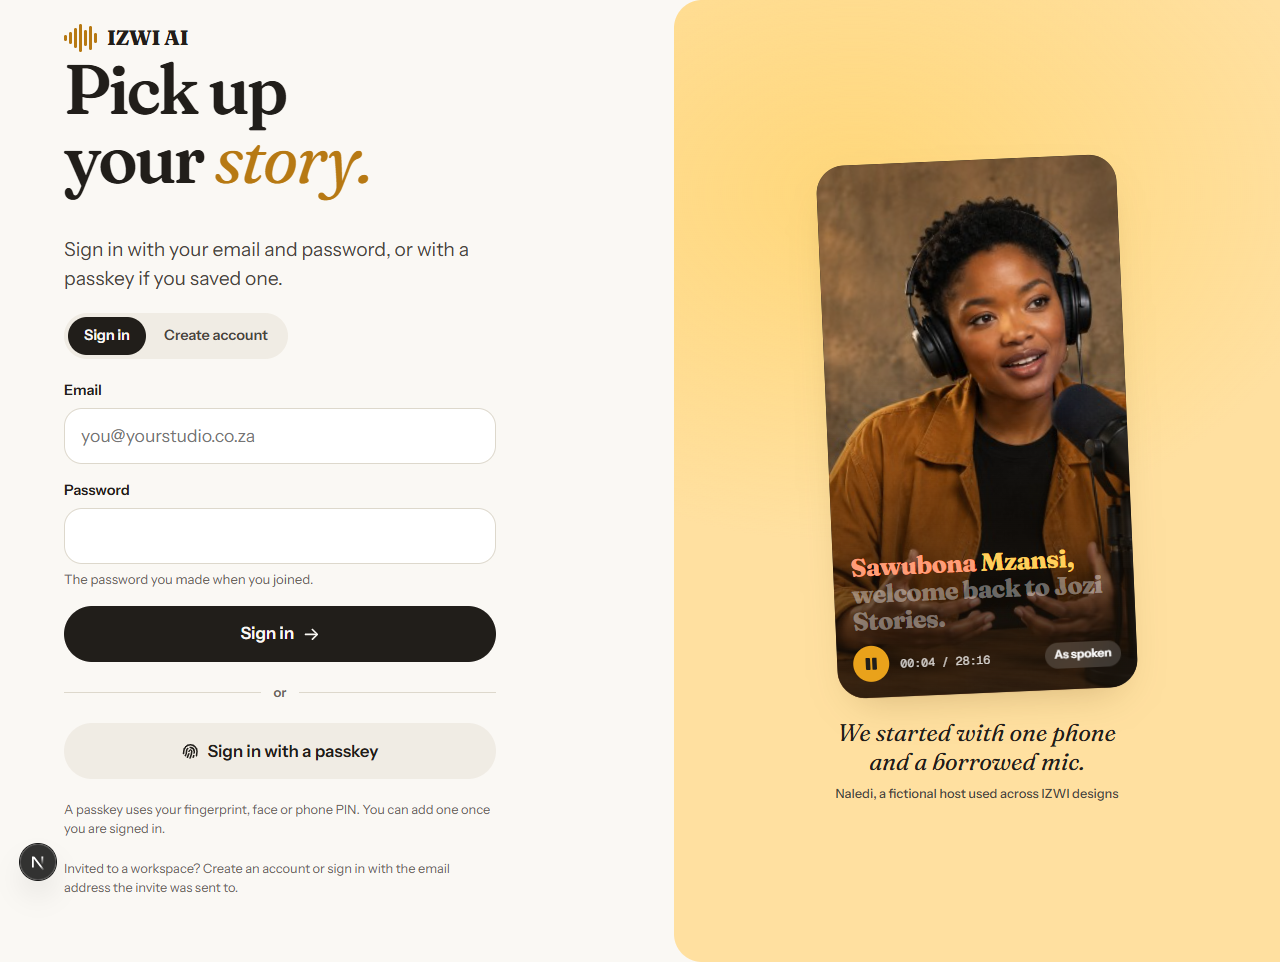 IZWI AI
Pick up
your story.
Sign in with your email and password, or with a
passkey if you saved one.
Sign in
Create account
Email
you@yourstudio.co.za
Password
The password you made when you joined.
Sign in →
or
Sign in with a passkey
A passkey uses your fingerprint, face or phone PIN. You can add one once
you are signed in.
Invited to a workspace? Create an account or sign in with the email
address the invite was sent to.
N
Sawubona Mzansi,
welcome back to Jozi
Stories.
00:04 / 28:16
As spoken
We started with one phone
and a borrowed mic.
Naledi, a fictional host used across IZWI designs